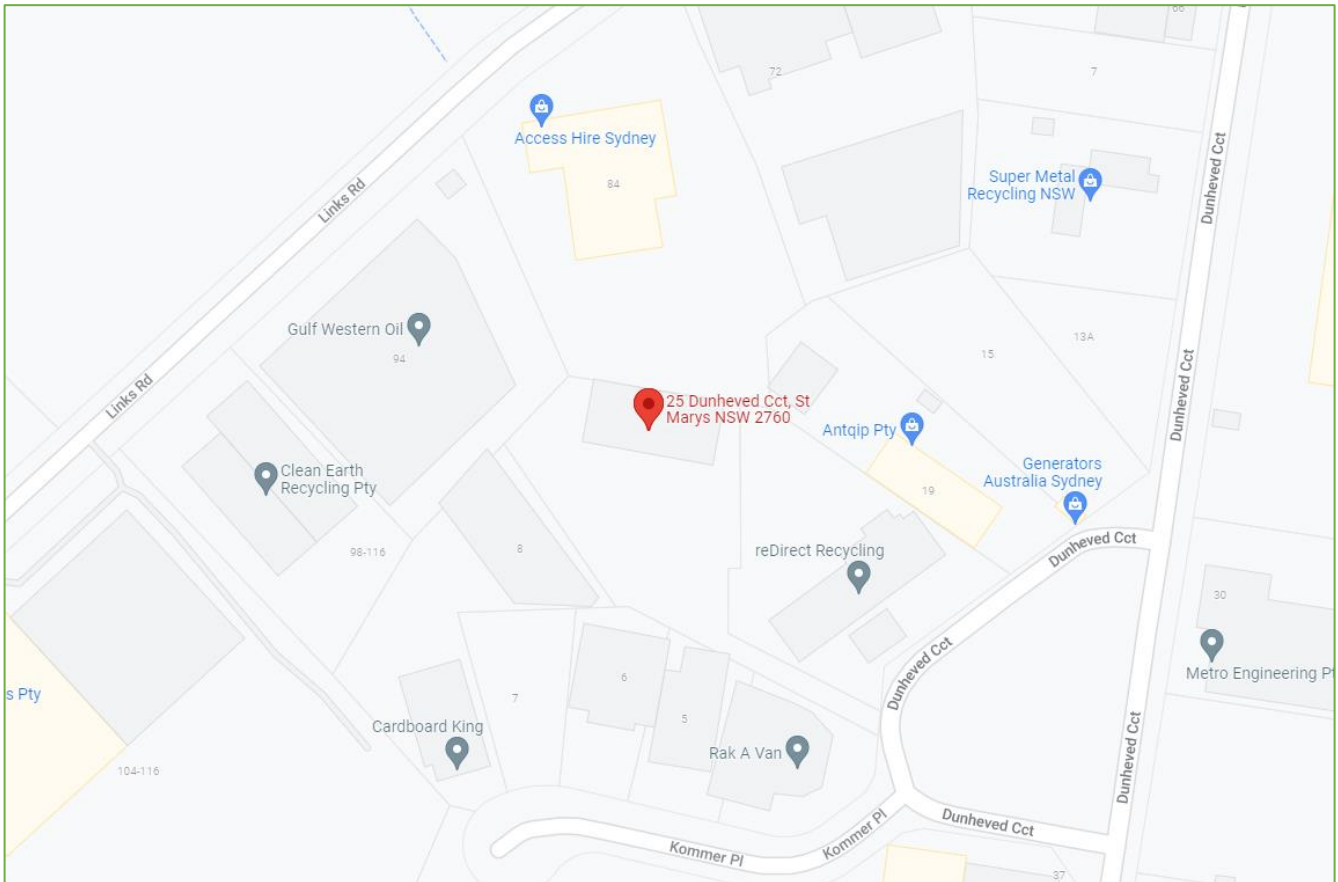 66
72
7
Access Hire Sydney
84
Super Metal
Recycling NSW
Dunheved Cct
Links Rd
Gulf Western Oil
94
15
13A
Links Rd
25 Dunheved Cct, St
Marys NSW 2760
Dunheved Cct
Antqip Pty
Generators
Australia Sydney
Clean Earth
Recycling Pty
19
98-116
8
reDirect Recycling
Dunheved Cct
30
Dunheved Cct
Metro Engineering Pt
s Pty
6
7
5
Cardboard King
Rak A Van
104-116
Dunheved Cct
Kommer Pl
Kommer Pl
Dunheved Cct
37